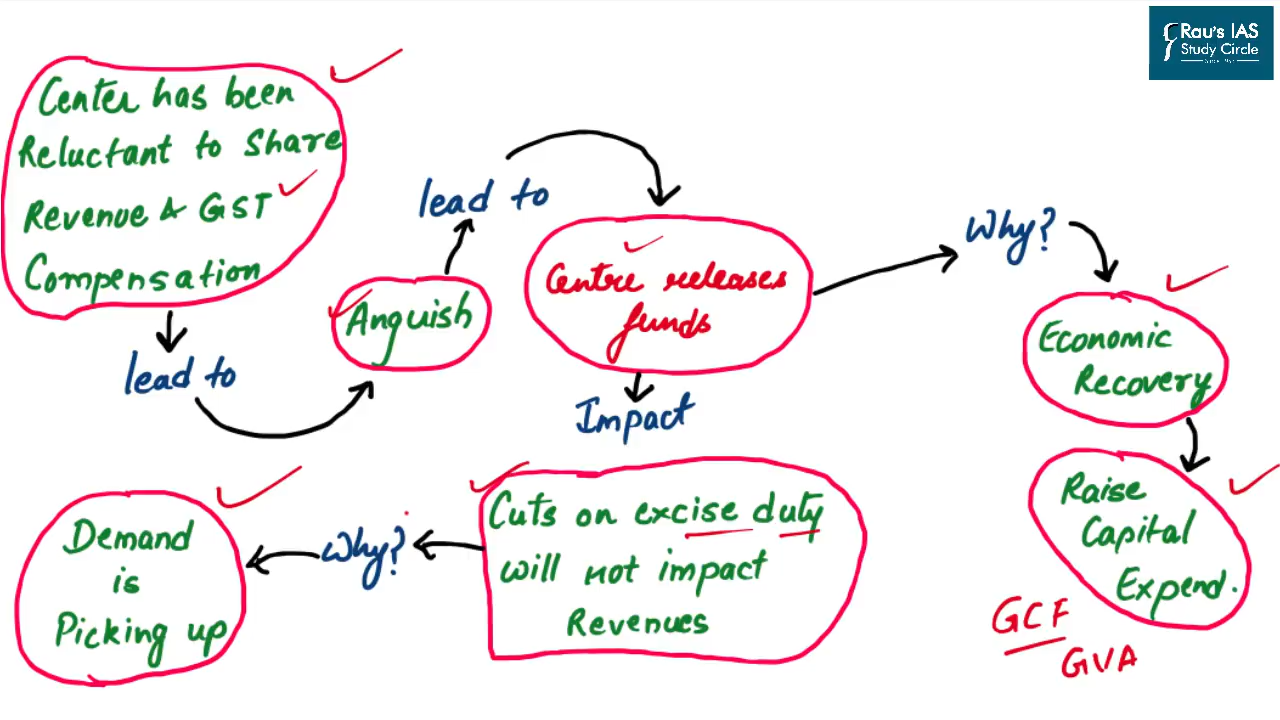 Rau's IAS
Study Circle
Center has been
Reluctant to Share
Revenue & GST
Compensation
lead to
Anguish
lead to
Centre releases
funds
Why?
Economic
Recovery
Raise
Capital
Expend.
GCF
GVA
Impact
Cuts on excise duty
will not impact
Revenues
Why?
Demand
is
Picking up